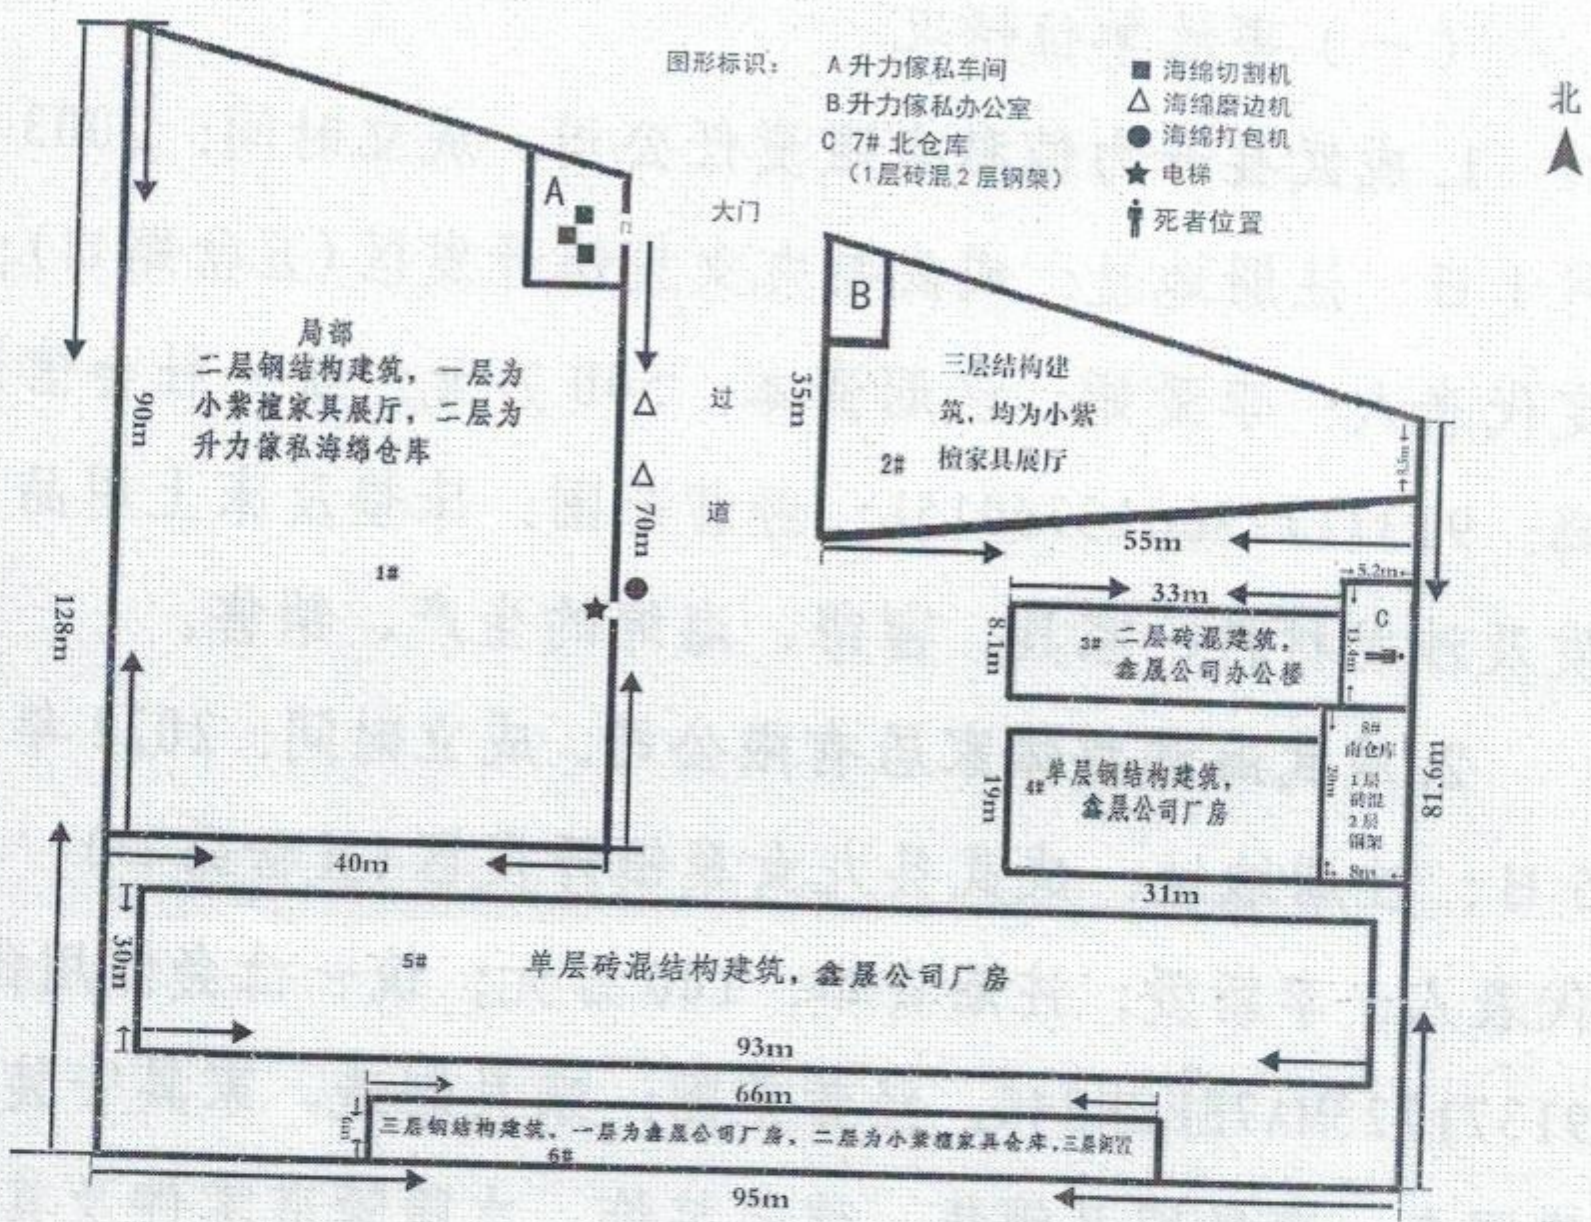 图形标识：
A 升力傢私车间
B 升力傢私办公室
C 7# 北仓库
（1层砖混 2层钢架）
海绵切割机
海绵磨边机
海绵打包机
电梯
死者位置
北
A
大门
局部
二层钢结构建筑，一层为
小紫檀家具展厅，二层为
升力傢私海绵仓库
90m
128m
1#
过
道
70m
40m
B
35m
三层结构建
筑，均为小紫
檀家具展厅
2#
8.5m
55m
5.2m
33m
8.1m
3# 二层砖混建筑，
鑫晟公司办公楼
C
13.4m
19m
4# 单层钢结构建筑，
鑫晟公司厂房
31m
8#
南仓库
1层
砖混
2层
钢架
20m
8m
81.6m
30m
5# 单层砖混结构建筑，鑫晟公司厂房
93m
66m
6m
三层钢结构建筑，一层为鑫晟公司厂房，二层为小紫檀家具仓库，三层闲置
6#
95m